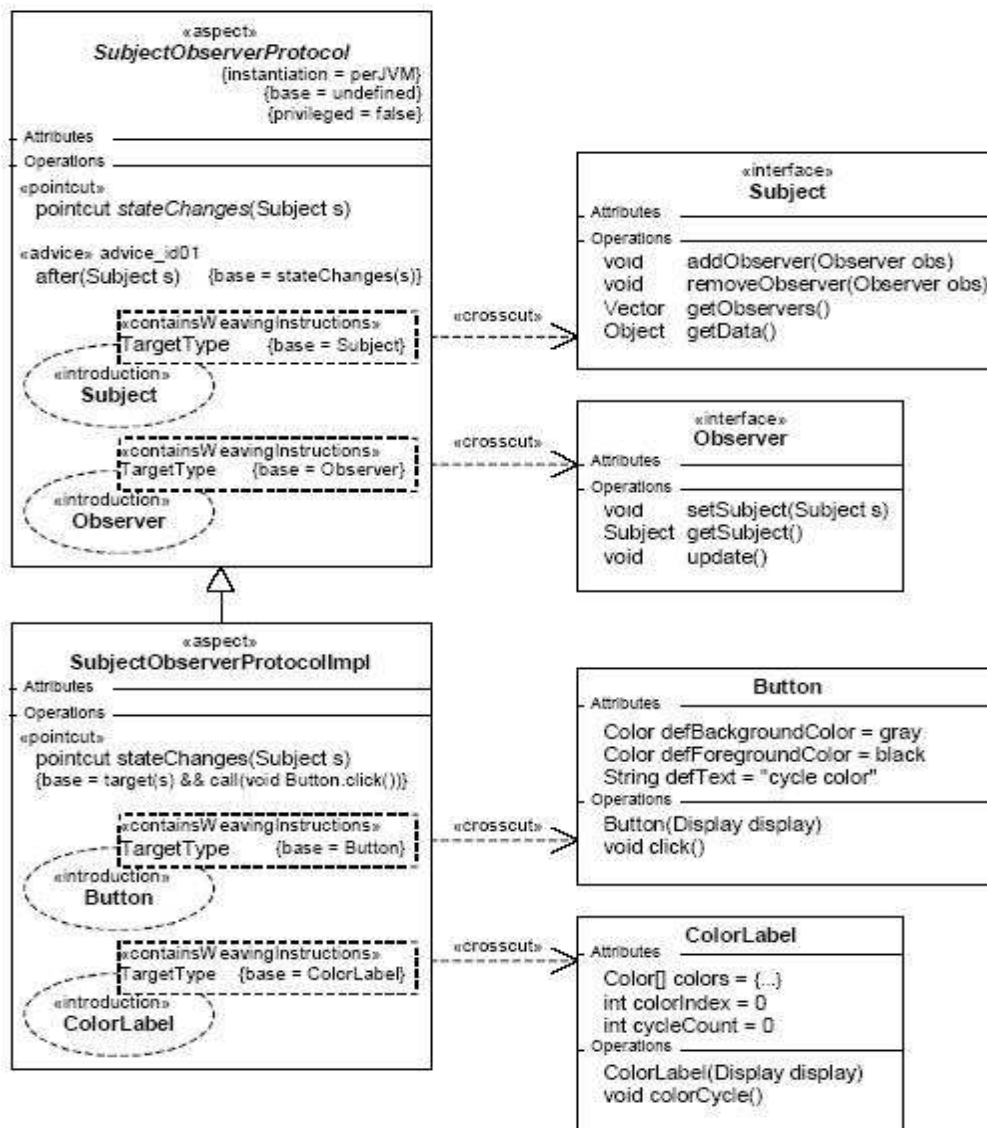 «aspect»
SubjectObserverProtocol
{instantiation = perJVM}
{base = undefined}
{privileged = false}
Attributes
Operations
«pointcut»
pointcut stateChanges(Subject s)
«advice» advice_id01
after(Subject s) {base = stateChanges(s)}
«containsWeavingInstructions»
TargetType {base = Subject}
«introduction»
Subject
«containsWeavingInstructions»
TargetType {base = Observer}
«introduction»
Observer
«crosscut»
«interface»
Subject
Attributes
Operations
void addObserver(Observer obs)
void removeObserver(Observer obs)
Vector getObservers()
Object getData()
«crosscut»
«interface»
Observer
Attributes
Operations
void setSubject(Subject s)
Subject getSubject()
void update()
«aspect»
SubjectObserverProtocolImpl
Attributes
Operations
«pointcut»
pointcut stateChanges(Subject s)
{base = target(s) && call(void Button.click())}
«containsWeavingInstructions»
TargetType {base = Button}
«introduction»
Button
«containsWeavingInstructions»
TargetType {base = ColorLabel}
«introduction»
ColorLabel
«crosscut»
Button
Attributes
Color defBackgroundColor = gray
Color defForegroundColor = black
String defText = "cycle color"
Operations
Button(Display display)
void click()
«crosscut»
ColorLabel
Attributes
Color[] colors = {...}
int colorIndex = 0
int cycleCount = 0
Operations
ColorLabel(Display display)
void colorCycle()